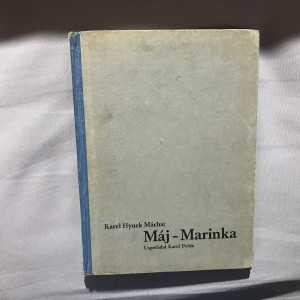 Karel Hynek Mácha:
Máj – Marinka
Uspořádal Karel Polák